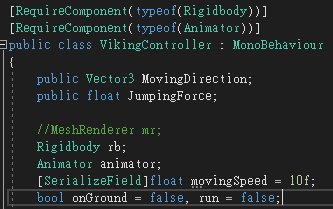 [RequireComponent(typeof(Rigidbody))]
[RequireComponent(typeof(Animator))]
public class VikingController : MonoBehaviour
{
public Vector3 MovingDirection;
public float JumpingForce;
//MeshRenderer mr;
Rigidbody rb;
Animator animator;
[SerializeField]float movingSpeed = 10f;
bool onGround = false, run = false;